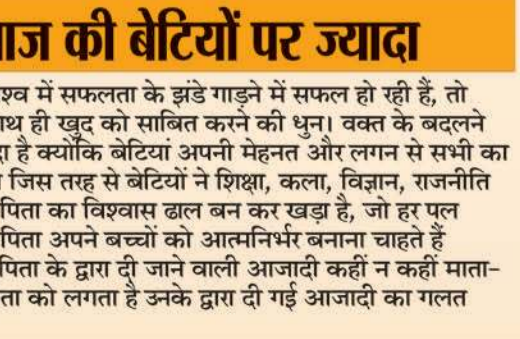 की बेटियों पर ज्यादा
में सफलता के झंडे गाड़ने में सफल हो रही हैं, तो
ही खुद को साबित करने की धुन। वक्त के बदलने
है क्योंकि बेटियां अपनी मेहनत और लगन से सभी का
जिस तरह से बेटियों ने शिक्षा, कला, विज्ञान, राजनीति
पिता का विश्वास ढाल बन कर खड़ा है, जो हर पल
पिता अपने बच्चों को आत्मनिर्भर बनाना चाहते हैं
पिता के द्वारा दी जाने वाली आजादी कहीं न कहीं माता-
को लगता है उनके द्वारा दी गई आजादी का गलत